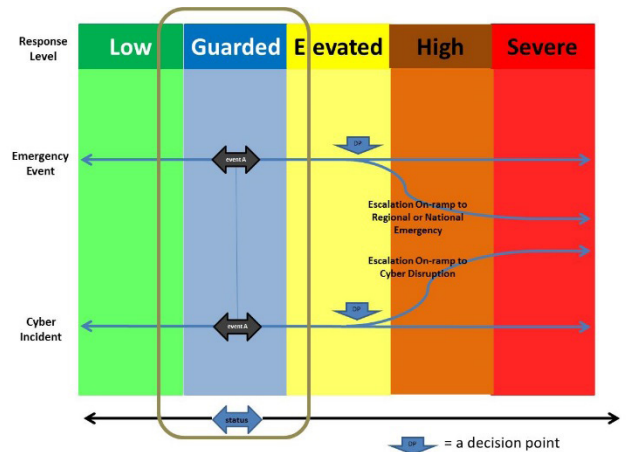 Response
Level
Low
Guarded
Elevated
High
Severe
Emergency
Event
event A
DP
Escalation On-ramp to
Regional or National
Emergency
Escalation On-ramp to
Cyber Disruption
Cyber
Incident
event A
DP
status
DP = a decision point